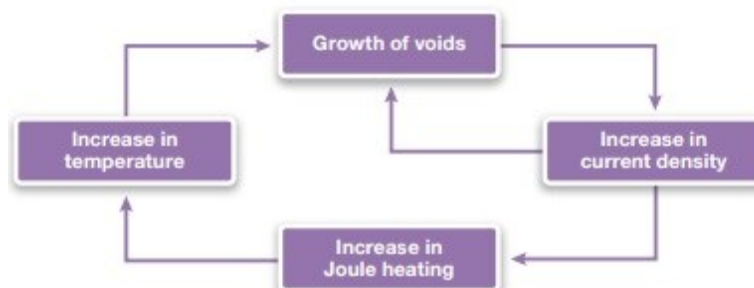 Growth of voids
Increase in
temperature
Increase in
current density
Increase in
Joule heating